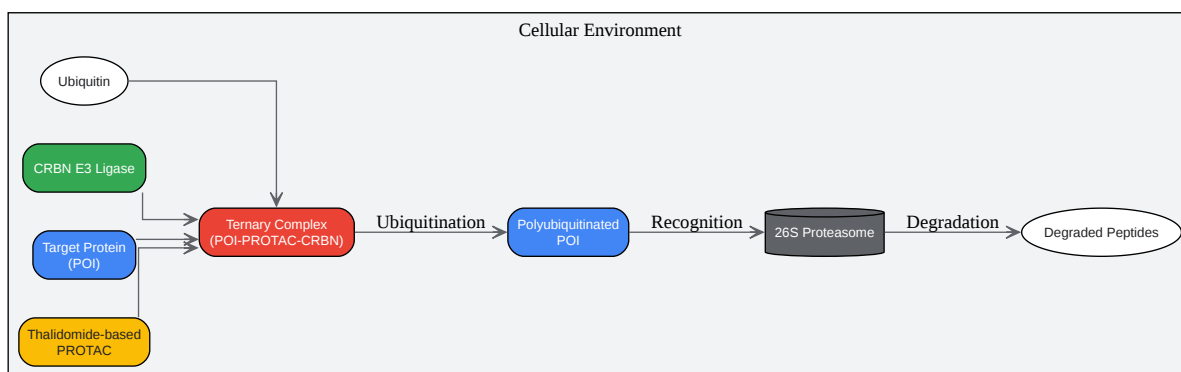 Cellular Environment
Ubiquitin
CRBN E3 Ligase
Target Protein
(POI)
Thalidomide-based
PROTAC
Ternary Complex
(POI-PROTAC-CRBN)
Ubiquitination
Polyubiquitinated
POI
Recognition
26S Proteasome
Degradation
Degraded Peptides